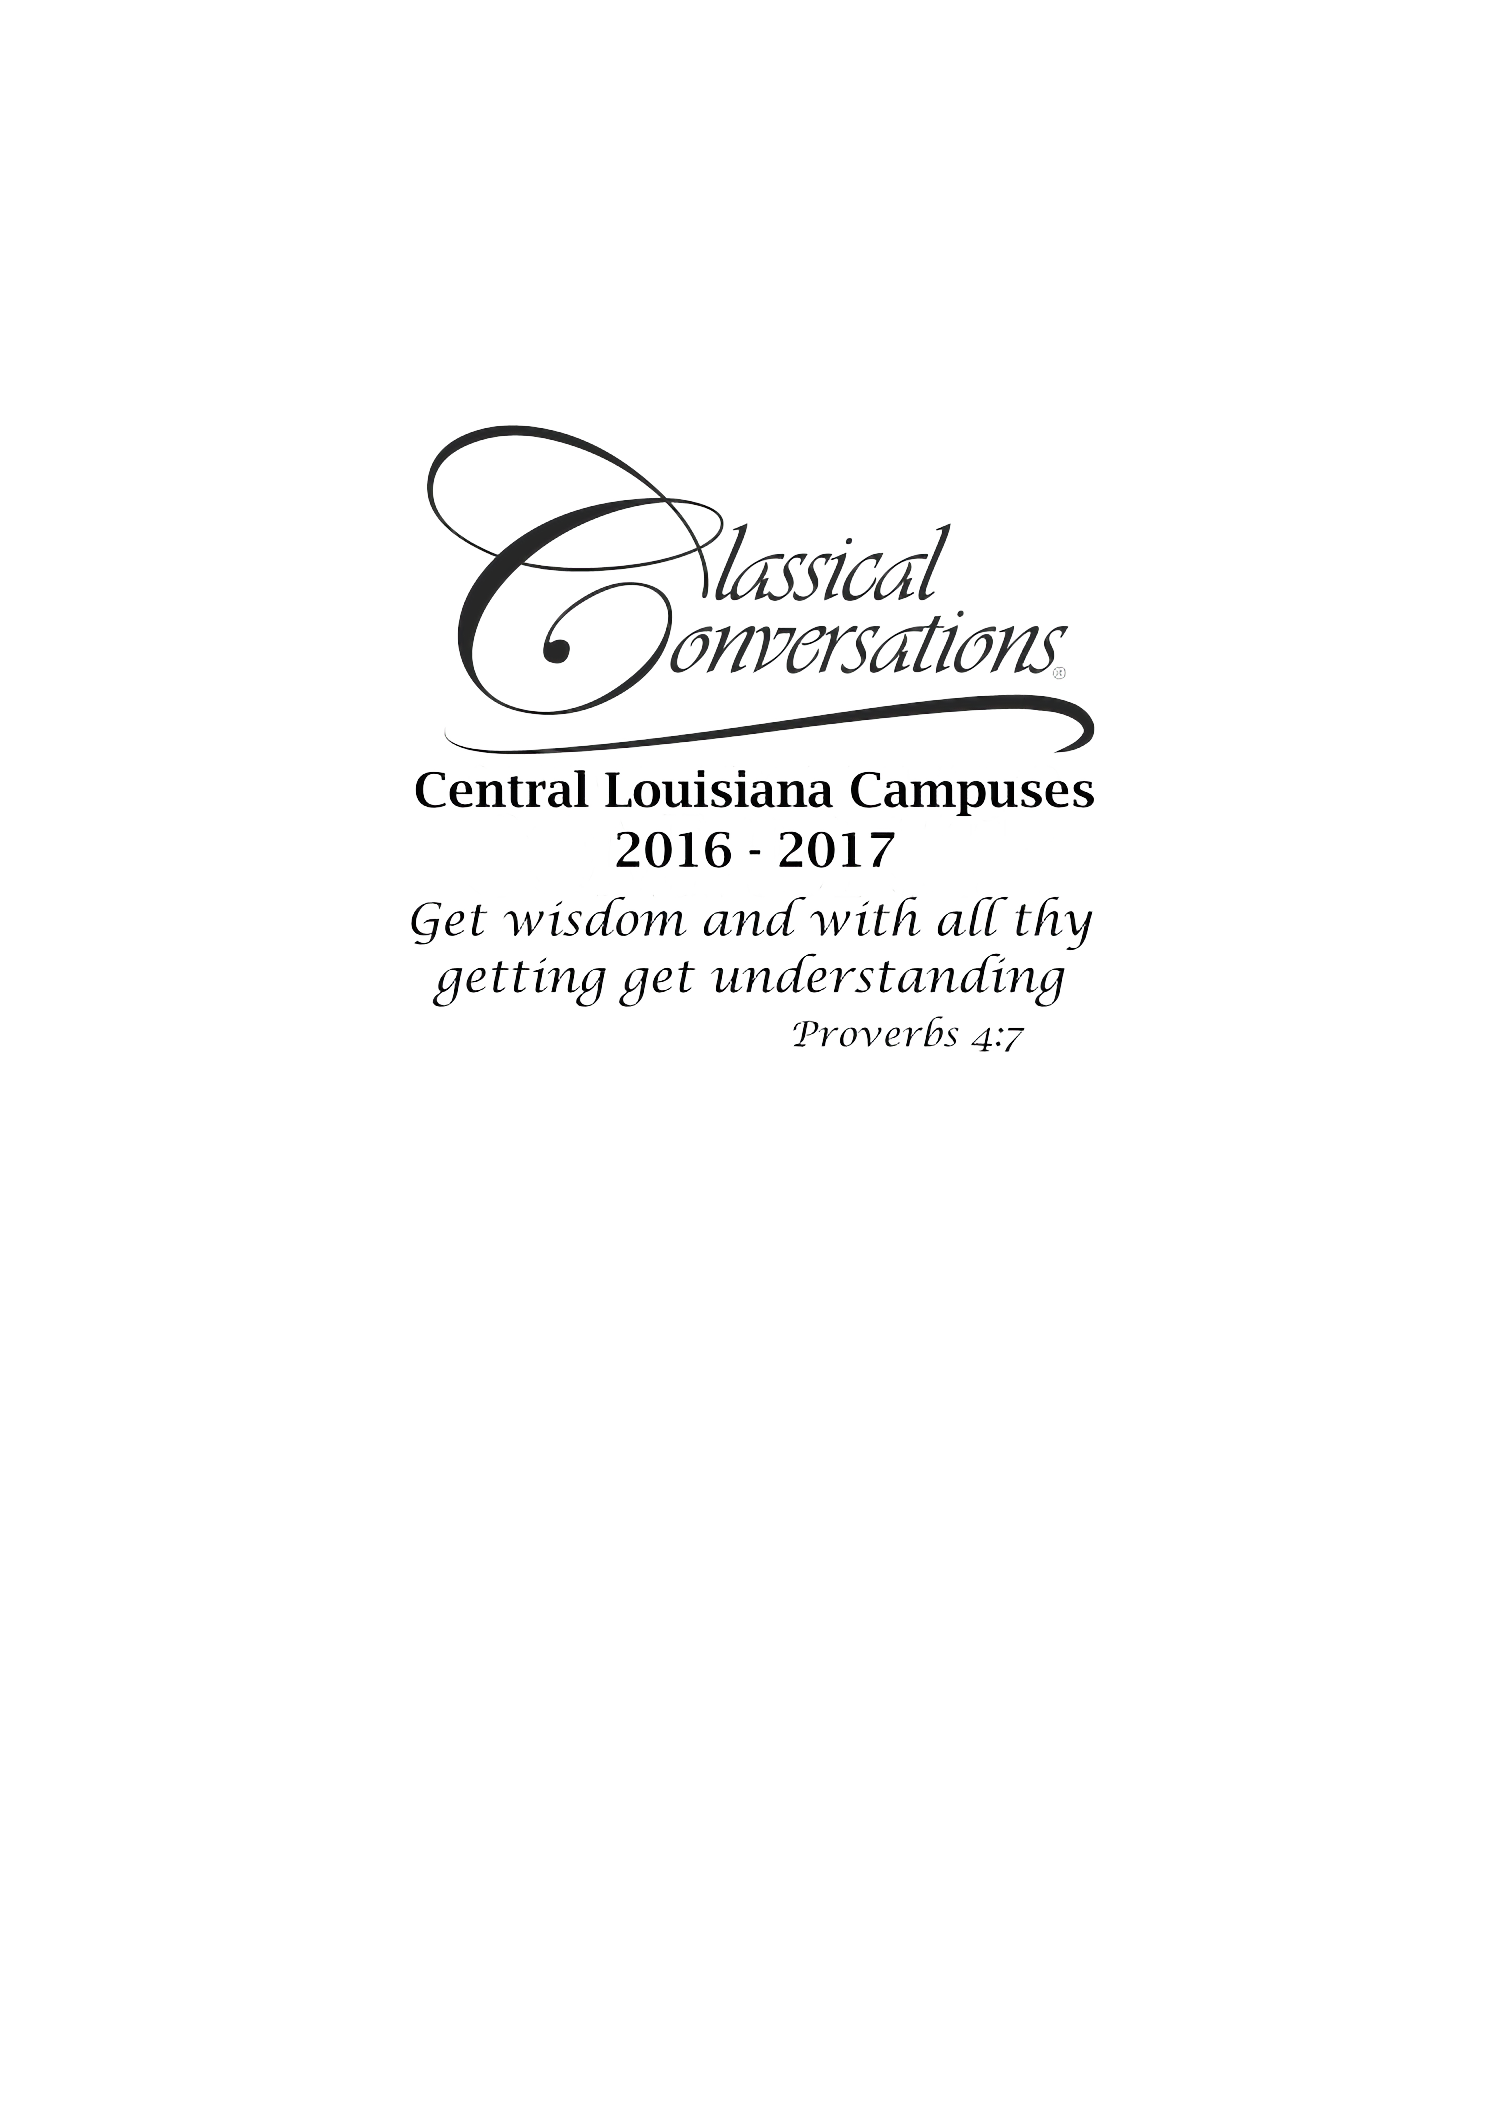 Classical
Conversations®
Central Louisiana Campuses
2016 - 2017
Get wisdom and with all thy
getting get understanding
Proverbs 4:7